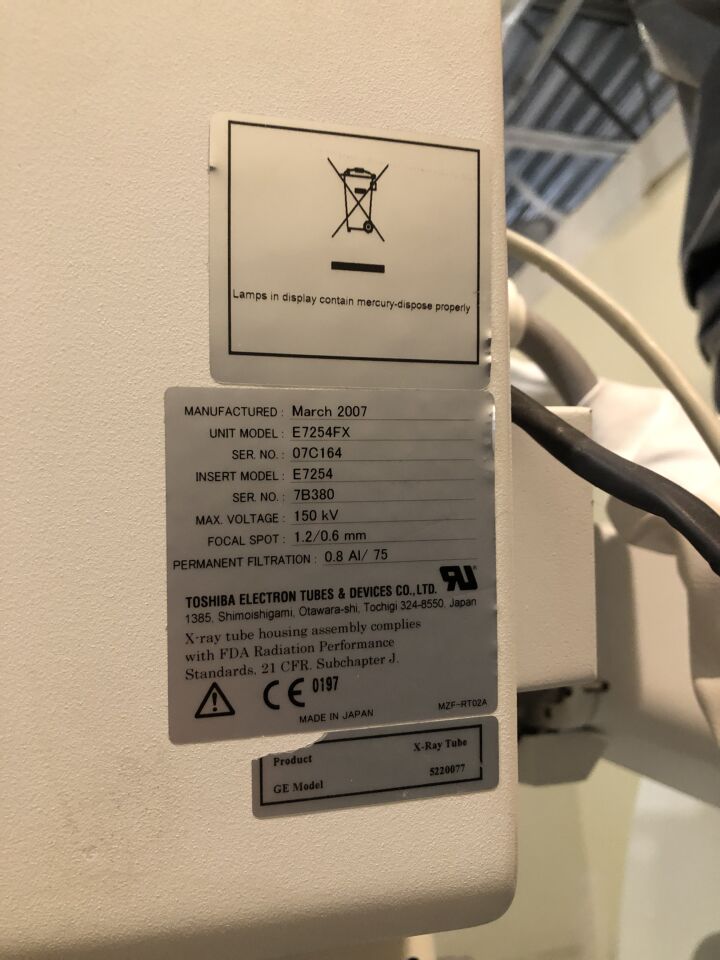 Lamps in display contain mercury-dispose properly
MANUFACTURED : March 2007
UNIT MODEL : E7254FX
SER. NO. : 07C164
INSERT MODEL : E7254
SER. NO. : 7B380
MAX. VOLTAGE : 150 kV
FOCAL SPOT : 1.2/0.6 mm
PERMANENT FILTRATION : 0.8 Al/ 75
TOSHIBA ELECTRON TUBES & DEVICES CO., LTD.
1385, Shimoishigami, Otawara-shi, Tochigi 324-8550, Japan
X-ray tube housing assembly complies
with FDA Radiation Performance
Standards, 21 CFR. Subchapter J.
CE 0197
MADE IN JAPAN
MZF-RT02A
Product X-Ray Tube
GE Model 5220077